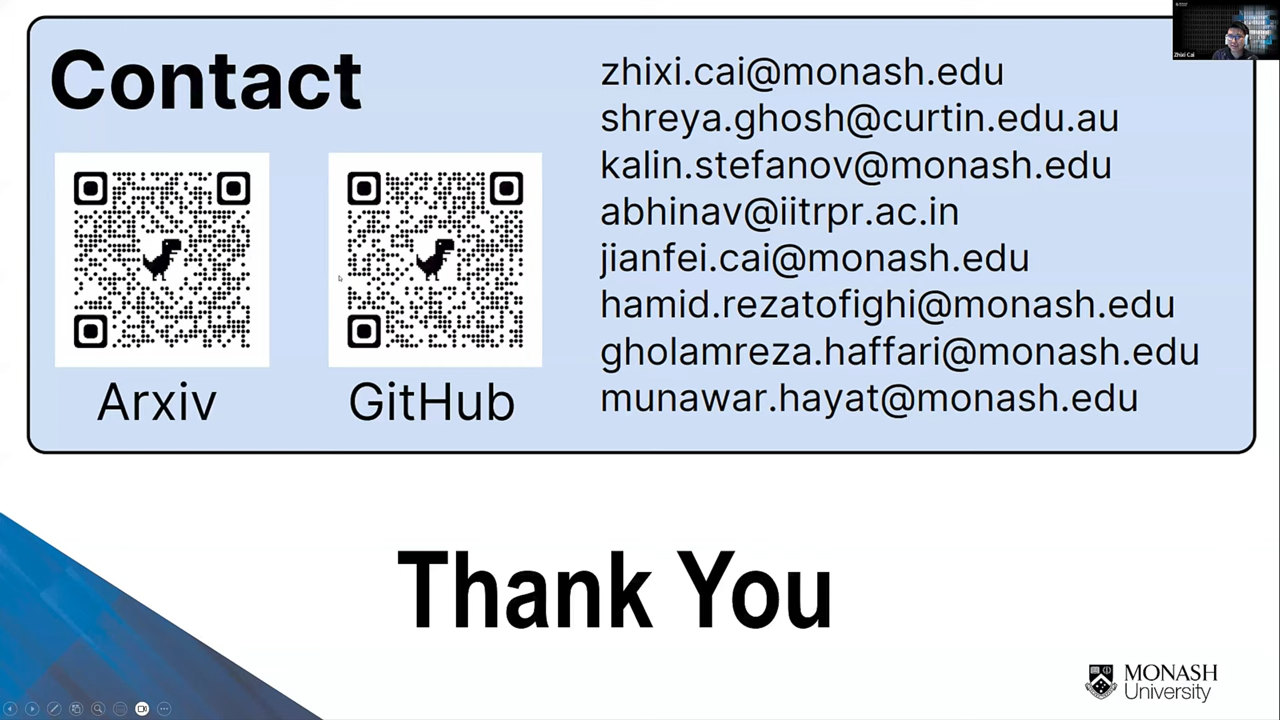 Contact
zhixi.cai@monash.edu
shreya.ghosh@curtin.edu.au
kalin.stefanov@monash.edu
abhinav@iitrpr.ac.in
jianfei.cai@monash.edu
hamid.rezatofighi@monash.edu
gholamreza.haffari@monash.edu
munawar.hayat@monash.edu
Arxiv
GitHub
Thank You
MONASH
University
Zhixi Cai